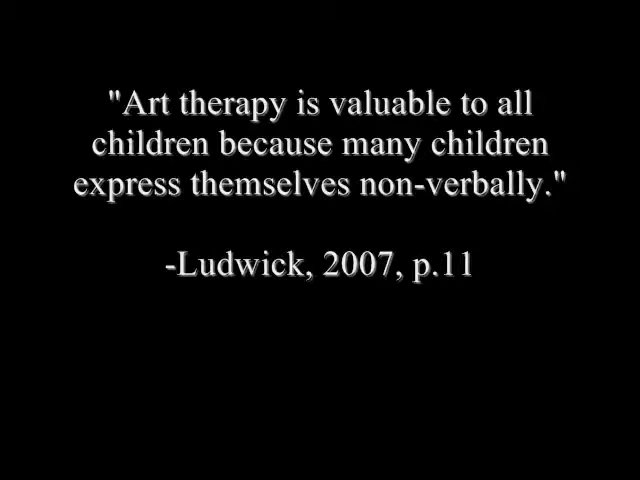 "Art therapy is valuable to all
children because many children
express themselves non-verbally."
-Ludwick, 2007, p.11